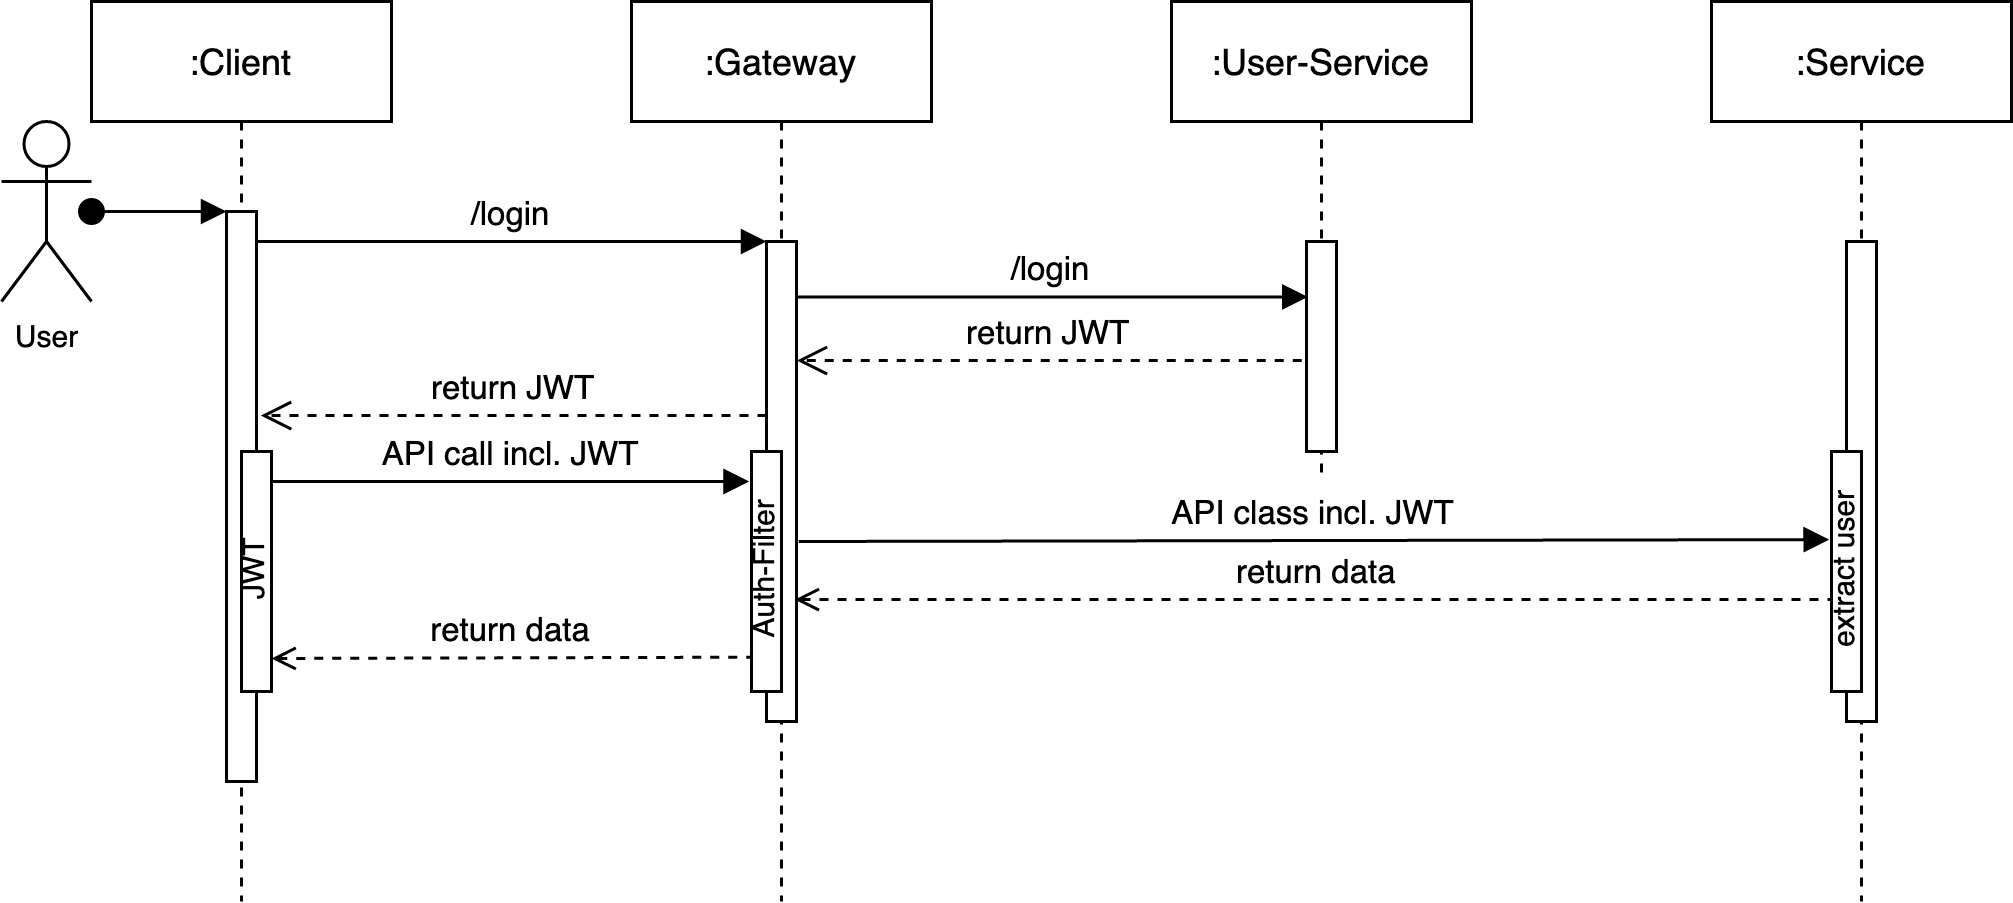 :Client
:Gateway
:User-Service
:Service
User
/login
/login
return JWT
return JWT
API call incl. JWT
API class incl. JWT
return data
return data
JWT
Auth-Filter
extract user